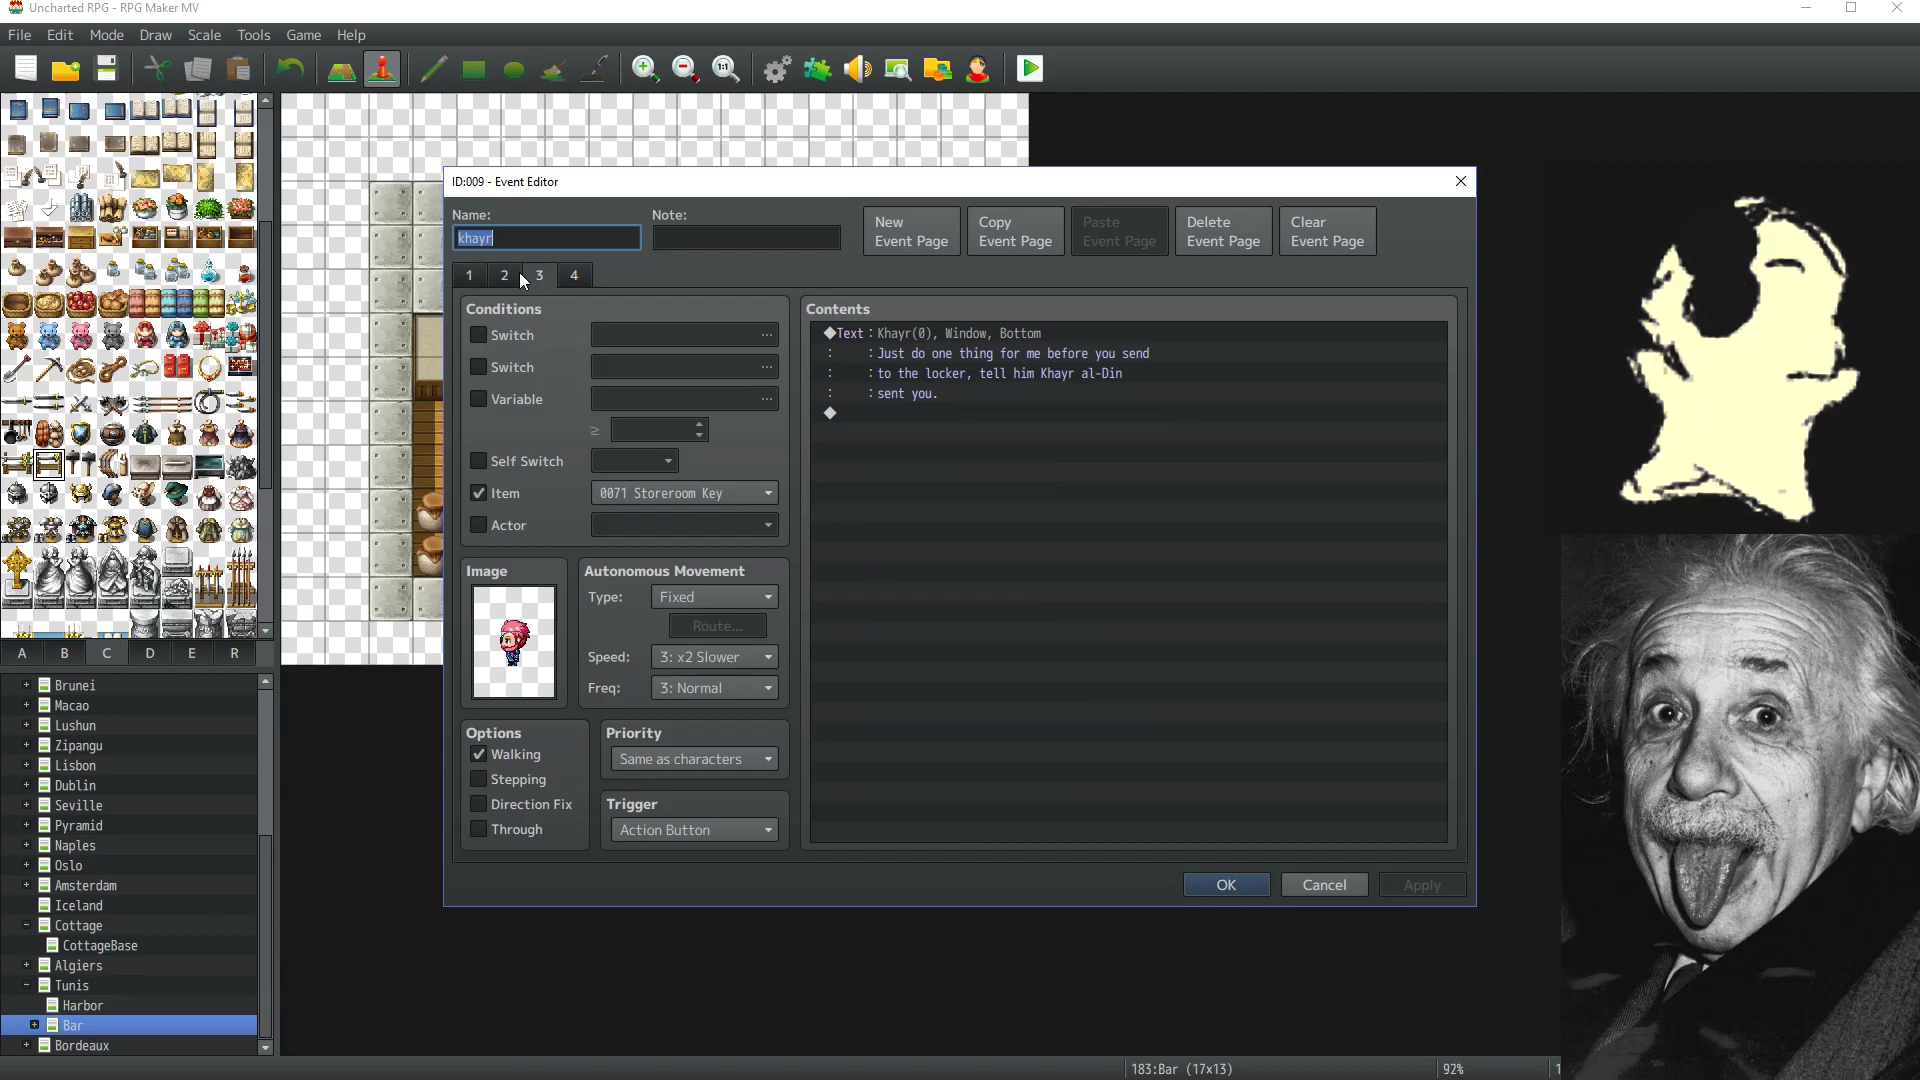 Uncharted RPG - RPG Maker MV
File Edit Mode Draw Scale Tools Game Help
1:1
ID:009 - Event Editor
Name:
Note:
khayr
New
Event Page
Copy
Event Page
Paste
Event Page
Delete
Event Page
Clear
Event Page
1 2 3 4
Conditions
Switch ...
Switch ...
Variable ...
≥
Self Switch
Item 0071 Storeroom Key
Actor
Image
Autonomous Movement
Type: Fixed
Route...
Speed: 3: x2 Slower
Freq: 3: Normal
Options
Walking
Stepping
Direction Fix
Through
Priority
Same as characters
Trigger
Action Button
Contents
◆Text : Khayr(0), Window, Bottom
: : Just do one thing for me before you send
: : to the locker, tell him Khayr al-Din
: : sent you.
◆
OK Cancel Apply
A B C D E R
Brunei
Macao
Lushun
Zipangu
Lisbon
Dublin
Seville
Pyramid
Naples
Oslo
Amsterdam
Iceland
Cottage
CottageBase
Algiers
Tunis
Harbor
Bar
Bordeaux
183:Bar (17x13) 92%